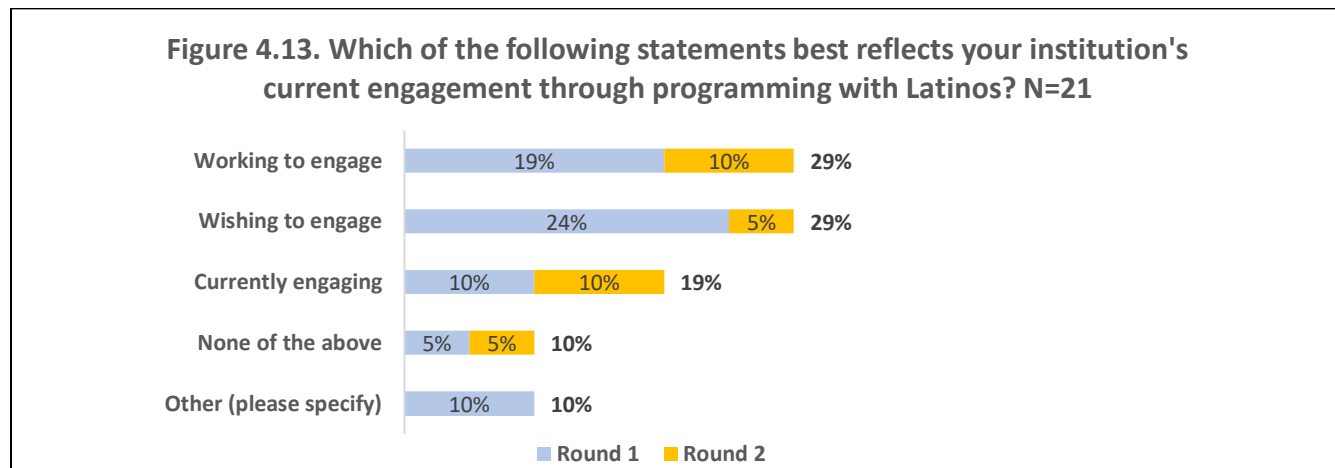 Figure 4.13. Which of the following statements best reflects your institution's
current engagement through programming with Latinos? N=21
Working to engage 19% 10% 29%
Wishing to engage 24% 5% 29%
Currently engaging 10% 10% 19%
None of the above 5% 5% 10%
Other (please specify) 10% 10%
Round 1 Round 2